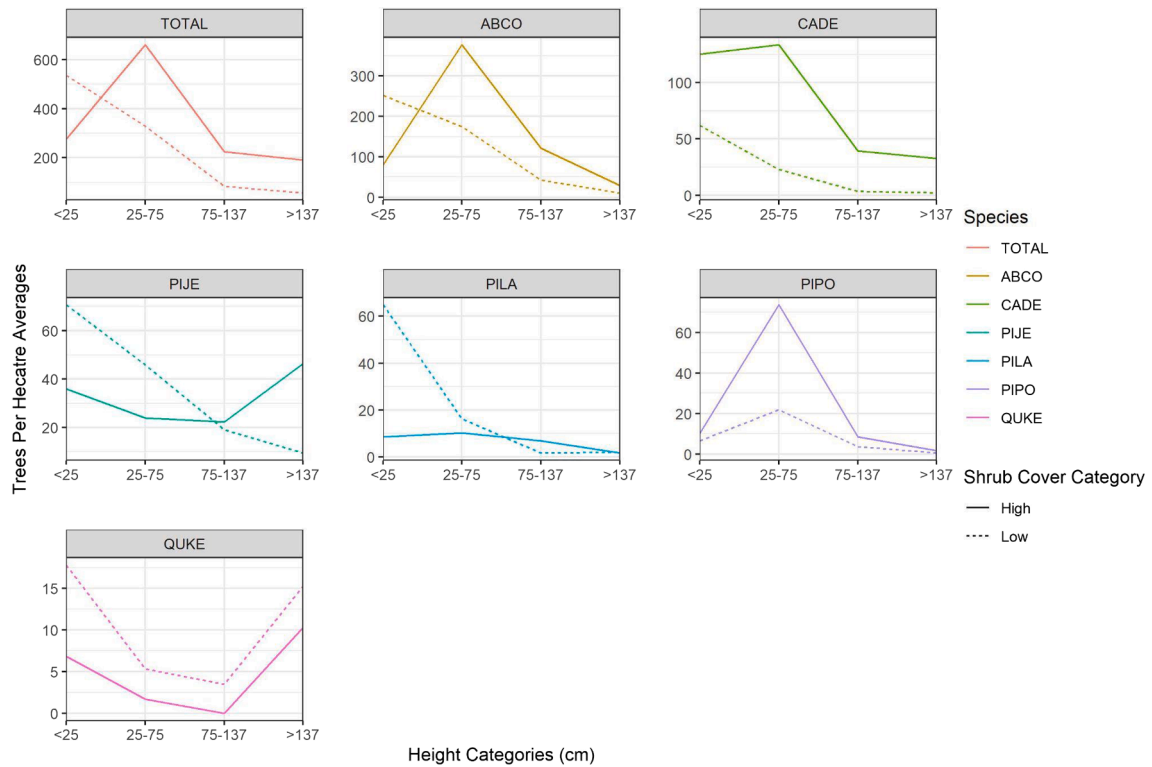 TOTAL ABCO CADE
600
400
200
300
200
100
0
100
50
0
<25 25-75 75-137 >137 <25 25-75 75-137 >137 <25 25-75 75-137 >137
PIJE PILA PIPO
60
40
20
60
40
20
0
60
40
20
0
<25 25-75 75-137 >137 <25 25-75 75-137 >137 <25 25-75 75-137 >137
QUKE
15
10
5
0
<25 25-75 75-137 >137
Trees Per Hecatre Averages
Height Categories (cm)
Species
TOTAL
ABCO
CADE
PIJE
PILA
PIPO
QUKE
Shrub Cover Category
High
Low